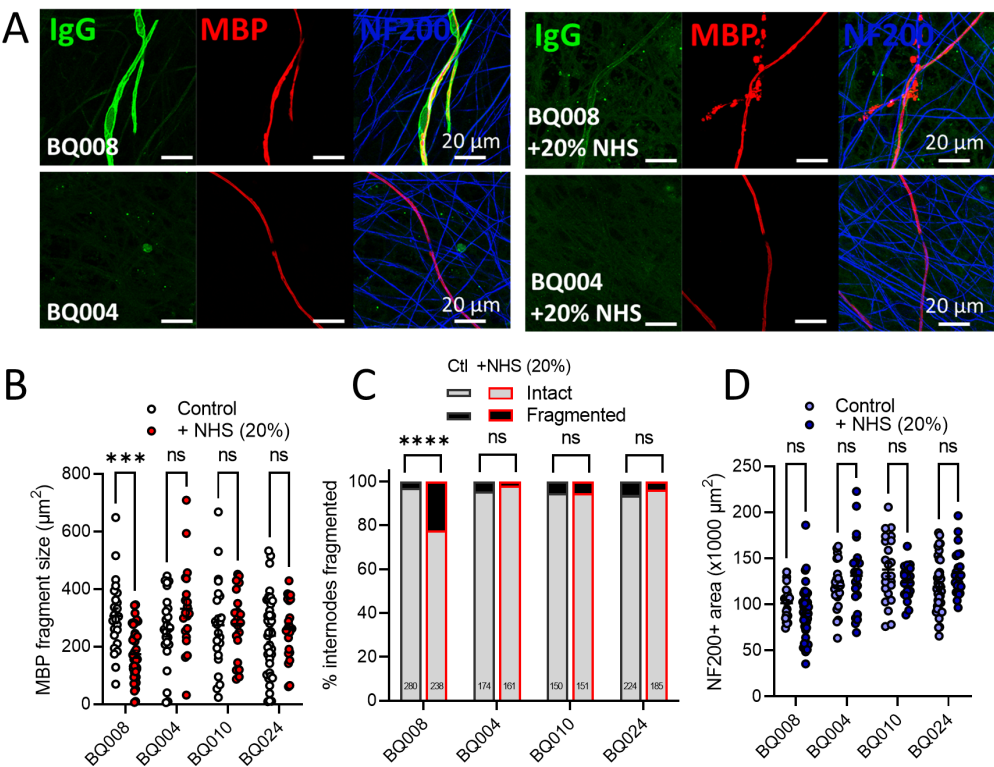 A
IgG MBP NF200
BQ008 20 µm
IgG MBP NF200
BQ008
+20% NHS 20 µm
BQ004 20 µm
BQ004
+20% NHS 20 µm
B
Control
+ NHS (20%)
*** ns ns ns
MBP fragment size (µm²)
800
600
400
200
0
BQ008 BQ004 BQ010 BQ024
C
Ctl +NHS (20%)
Intact
Fragmented
**** ns ns ns
% internodes fragmented
100
80
60
40
20
0
280 238 174 161 150 151 224 185
BQ008 BQ004 BQ010 BQ024
D
Control
+ NHS (20%)
ns ns ns ns
NF200+ area (x1000 µm²)
250
200
150
100
50
0
BQ008 BQ004 BQ010 BQ024